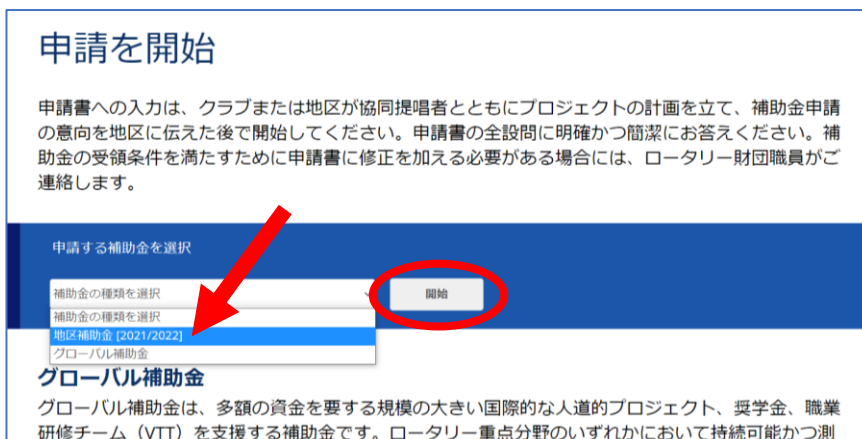 申請を開始
申請書への入力は、クラブまたは地区が協同提唱者とともにプロジェクトの計画を立て、補助金申請
の意向を地区に伝えた後で開始してください。申請書の全設問に明確かつ簡潔にお答えください。補
助金の受領条件を満たすために申請書に修正を加える必要がある場合には、ロータリー財団職員がご
連絡します。
申請する補助金を選択
補助金の種類を選択
開始
補助金の種類を選択
地区補助金 [2021/2022]
グローバル補助金
グローバル補助金
グローバル補助金は、多額の資金を要する規模の大きい国際的な人道的プロジェクト、奨学金、職業
研修チーム（VTT）を支援する補助金です。ロータリー重点分野のいずれかにおいて持続可能かつ測